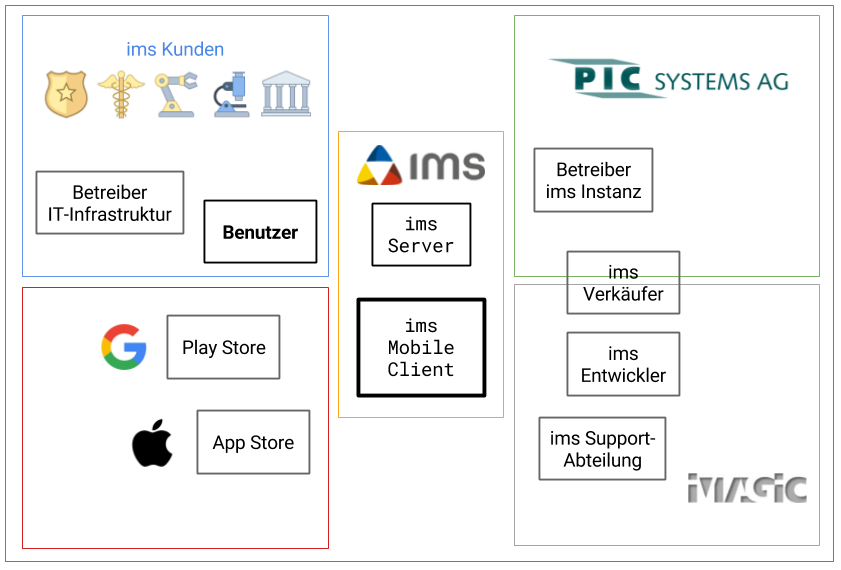 ims Kunden
Betreiber
IT-Infrastruktur
Benutzer
Play Store
App Store
ims
ims
Server
ims
Mobile
Client
PIC SYSTEMS AG
Betreiber
ims Instanz
ims
Verkäufer
ims
Entwickler
ims Support-
Abteilung
iMAGiC